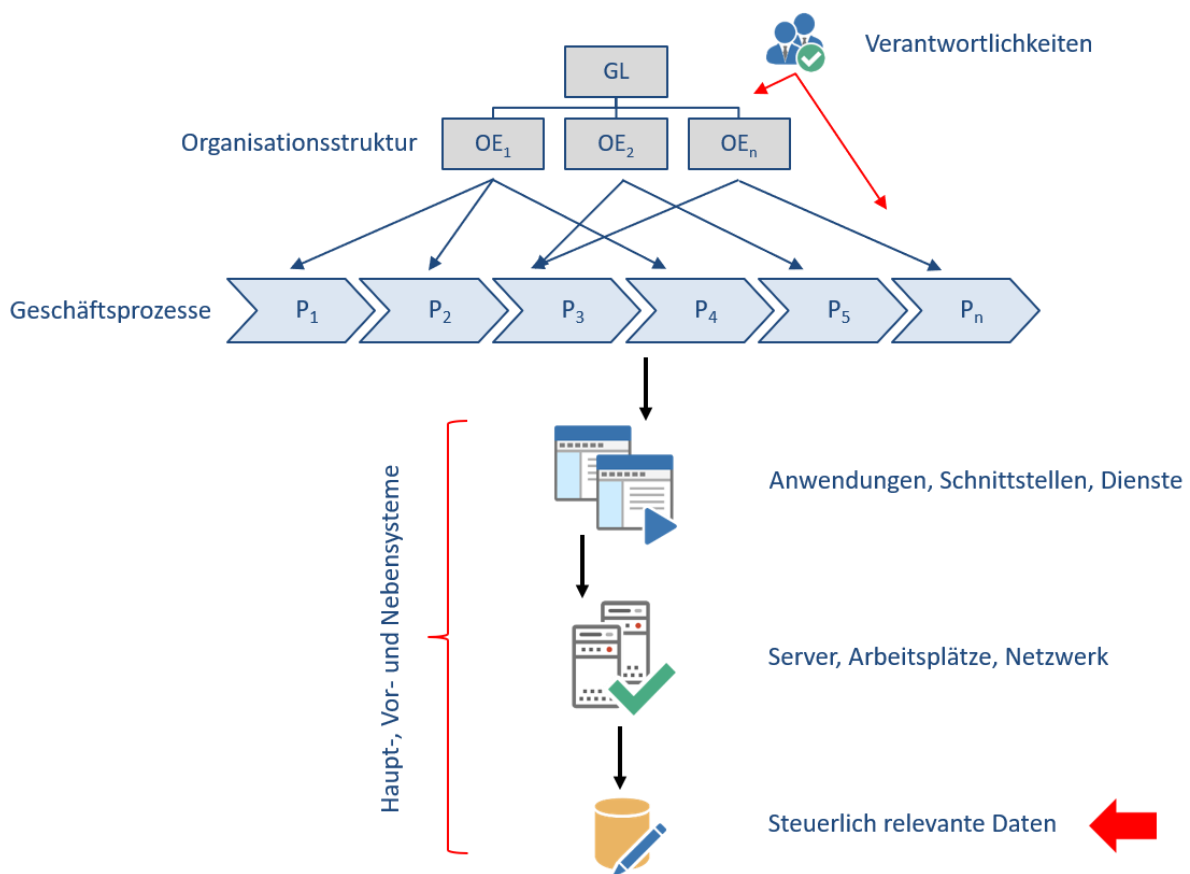 Verantwortlichkeiten
GL
Organisationsstruktur
OE₁ OE₂ OEₙ
Geschäftsprozesse P₁ P₂ P₃ P₄ P₅ Pₙ
Haupt-, Vor- und Nebensysteme
Anwendungen, Schnittstellen, Dienste
Server, Arbeitsplätze, Netzwerk
Steuerlich relevante Daten